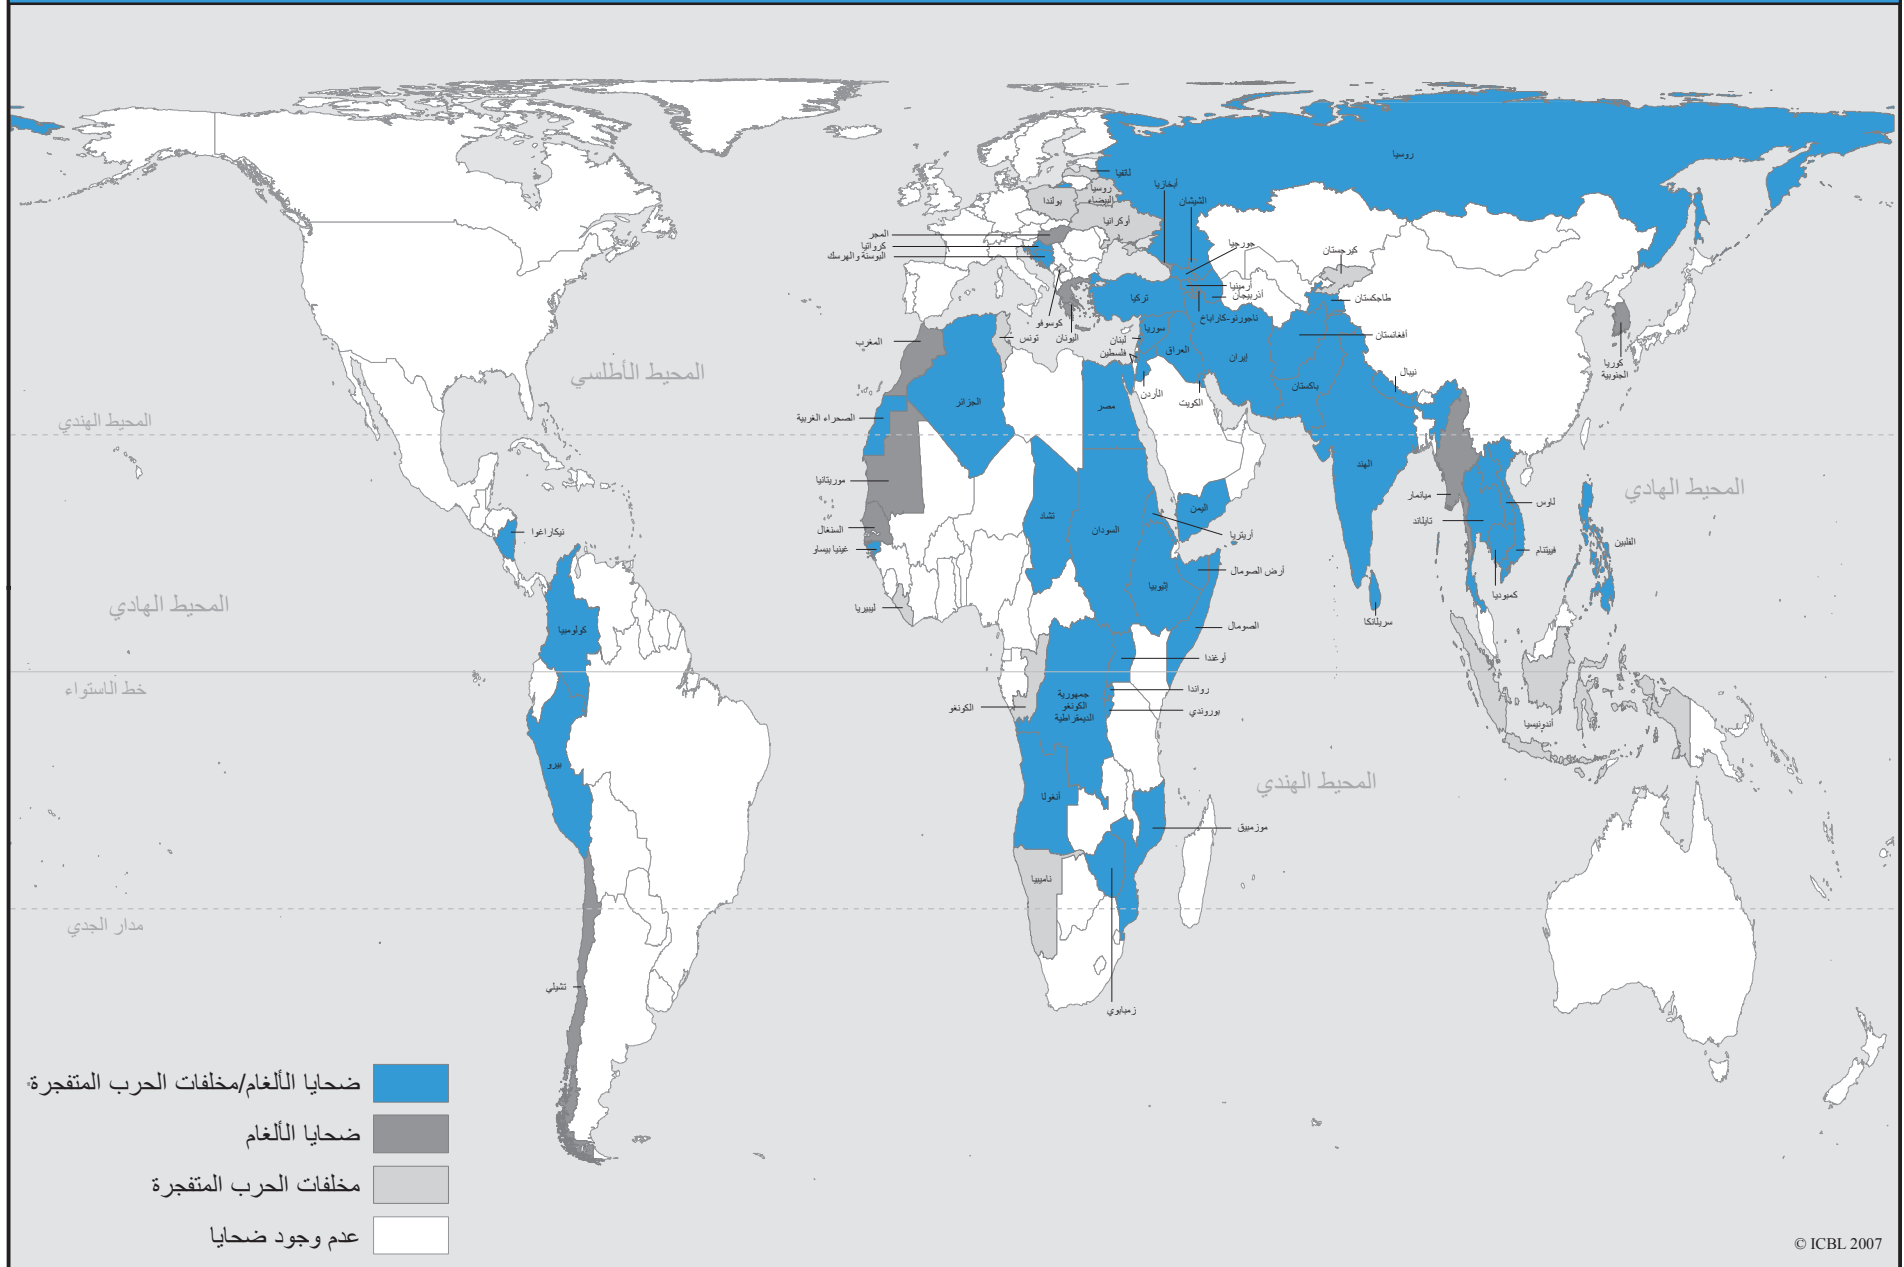 روسيا
لاتفيا
أبخازيا
روسيا
البيضاء
الشيشان
بولندا
أوكرانيا
المجر
كرواتيا
البوسنة والهرسك
جورجيا
كيرجستان
أرمينيا
أذربيجان
طاجكستان
تركيا
ناجورنو-كاراباخ
كوسوفو
اليونان
تونس
المغرب
سوريا
لبنان
فلسطين
العراق
إيران
أفغانستان
كوريا
الجنوبية
المحيط الأطلسي
نيبال
باكستان
الأردن
الكويت
مصر
الجزائر
الصحراء الغربية
المحيط الهندي
الهند
موريتانيا
ميانمار
المحيط الهادي
لاوس
اليمن
تشاد
السودان
السنغال
غينيا بيساو
نيكاراغوا
تايلاند
أريتريا
الفلبين
فييتنام
أرض الصومال
إثيوبيا
كمبوديا
ليبيريا
المحيط الهادي
سريلانكا
كولومبيا
الصومال
أوغندا
خط الاستواء
رواندا
جمهورية
الكونغو
الديمقراطية
الكونغو
بوروندي
أندونيسيا
بيرو
المحيط الهندي
أنغولا
موزمبيق
ناميبيا
مدار الجدي
تشيلي
زمبابوي
ضحايا الألغام/مخلفات الحرب المتفجرة
ضحايا الألغام
مخلفات الحرب المتفجرة
عدم وجود ضحايا
© ICBL 2007